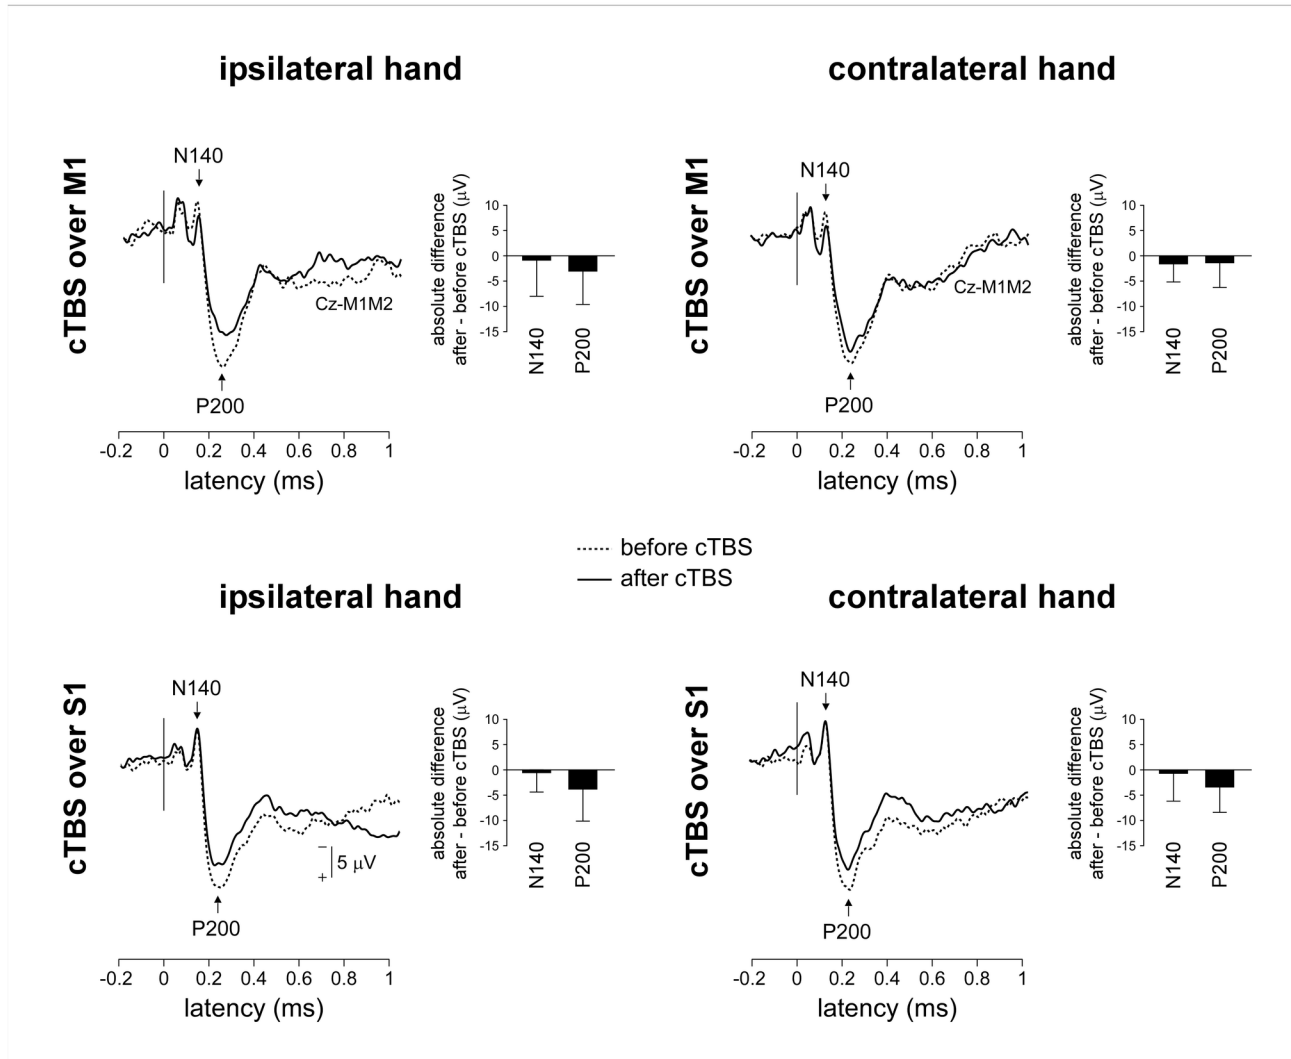 ipsilateral hand
contralateral hand
cTBS over M1
N140
Cz-M1M2
P200
-0.2 0 0.2 0.4 0.6 0.8 1
latency (ms)
absolute difference
after - before cTBS (μV)
10
5
0
-5
-10
-15
N140
P200
cTBS over M1
N140
Cz-M1M2
P200
-0.2 0 0.2 0.4 0.6 0.8 1
latency (ms)
absolute difference
after - before cTBS (μV)
10
5
0
-5
-10
-15
N140
P200
before cTBS
after cTBS
ipsilateral hand
contralateral hand
cTBS over S1
N140
−
5 μV
+
P200
-0.2 0 0.2 0.4 0.6 0.8 1
latency (ms)
absolute difference
after - before cTBS (μV)
10
5
0
-5
-10
-15
N140
P200
cTBS over S1
N140
P200
-0.2 0 0.2 0.4 0.6 0.8 1
latency (ms)
absolute difference
after - before cTBS (μV)
10
5
0
-5
-10
-15
N140
P200